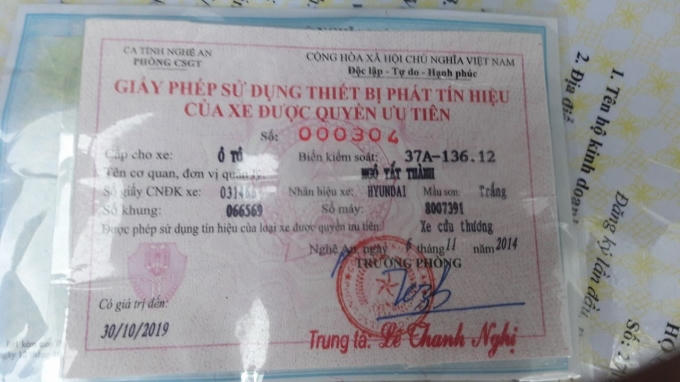 CA TỈNH NGHỆ AN
PHÒNG CSGT
CỘNG HÒA XÃ HỘI CHỦ NGHĨA VIỆT NAM
Độc lập - Tự do - Hạnh phúc
GIẤY PHÉP SỬ DỤNG THIẾT BỊ PHÁT TÍN HIỆU
CỦA XE ĐƯỢC QUYỀN ƯU TIÊN
Số: 000304
Cấp cho xe: Ô TÔ Biển kiểm soát: 37A-136.12
Tên cơ quan, đơn vị quản lý: NGÔ TẤT THÀNH
Số giấy CNĐK xe: Nhãn hiệu xe: HYUNDAI Màu sơn: Trắng
Số khung: 066569 Số máy: 8007391
Được phép sử dụng tín hiệu của loại xe được quyền ưu tiên: Xe cứu thương
Nghệ An, ngày 6 tháng 11 năm 2014
TRƯỞNG PHÒNG
Có giá trị đến:
30/10/2019
Trung tá: Lê Thanh Nghị
1. Tên hộ kinh doanh
2. Địa
Đăng ký lần đầu
Số: